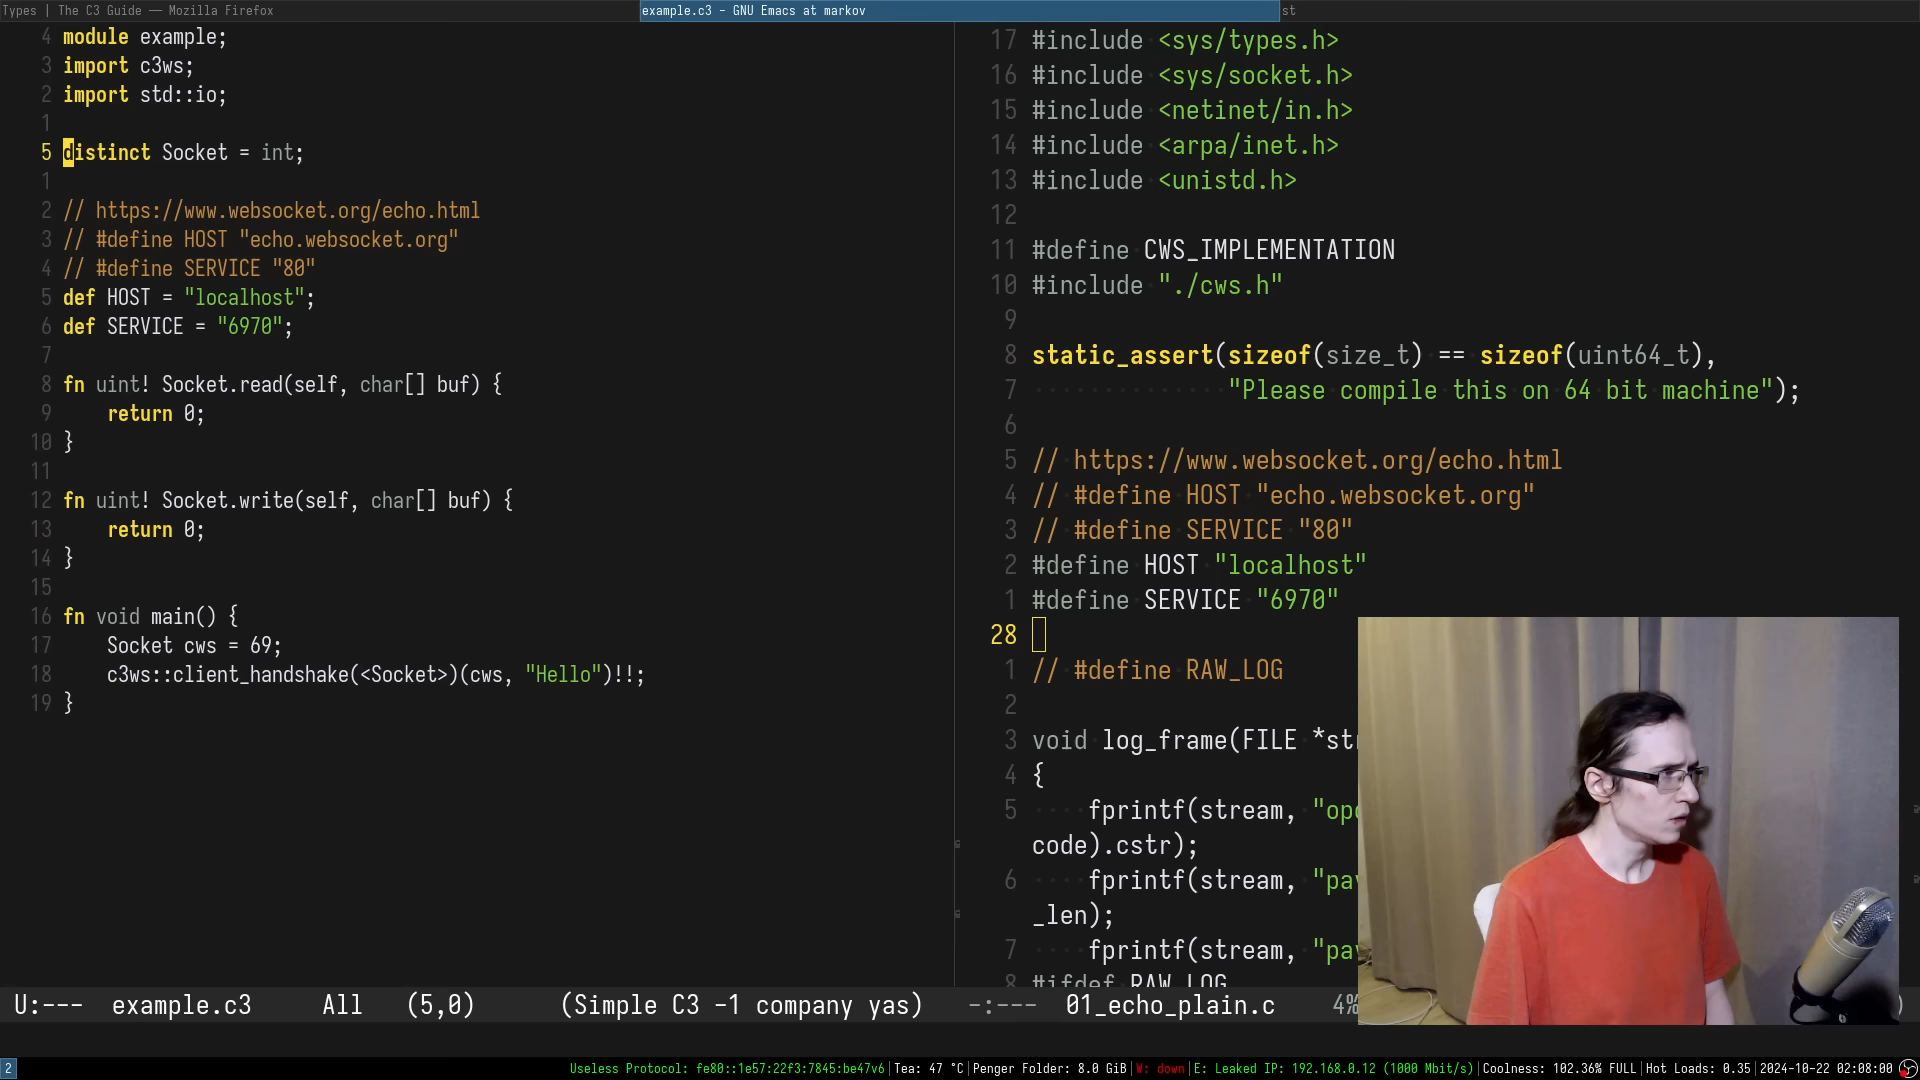 Types | The C3 Guide — Mozilla Firefox
example.c3 - GNU Emacs at markov
st
4 module example;
3 import c3ws;
2 import std::io;
1
5 distinct Socket = int;
1
2 // https://www.websocket.org/echo.html
3 // #define HOST "echo.websocket.org"
4 // #define SERVICE "80"
5 def HOST = "localhost";
6 def SERVICE = "6970";
7
8 fn uint! Socket.read(self, char[] buf) {
9 return 0;
10 }
11
12 fn uint! Socket.write(self, char[] buf) {
13 return 0;
14 }
15
16 fn void main() {
17 Socket cws = 69;
18 c3ws::client_handshake(<Socket>)(cws, "Hello")!!;
19 }
U:--- example.c3 All (5,0) (Simple C3 -1 company yas)
17 #include <sys/types.h>
16 #include <sys/socket.h>
15 #include <netinet/in.h>
14 #include <arpa/inet.h>
13 #include <unistd.h>
12
11 #define CWS_IMPLEMENTATION
10 #include "./cws.h"
9
8 static_assert(sizeof(size_t) == sizeof(uint64_t),
7 "Please compile this on 64 bit machine");
6
5 // https://www.websocket.org/echo.html
4 // #define HOST "echo.websocket.org"
3 // #define SERVICE "80"
2 #define HOST "localhost"
1 #define SERVICE "6970"
28
1 // #define RAW_LOG
2
3 void log_frame(FILE *st
4 {
5 fprintf(stream, "op
code).cstr);
6 fprintf(stream, "pa
_len);
7 fprintf(stream, "pa
8 #ifdef RAW_LOG
-:--- 01_echo_plain.c 4%
2
Useless Protocol: fe80::1e57:22f3:7845:be47v6|Tea: 47 °C|Penger Folder: 8.0 GiB|W: down|E: Leaked IP: 192.168.0.12 (1000 Mbit/s)|Coolness: 102.36% FULL|Hot Loads: 0.35|2024-10-22 02:08:00